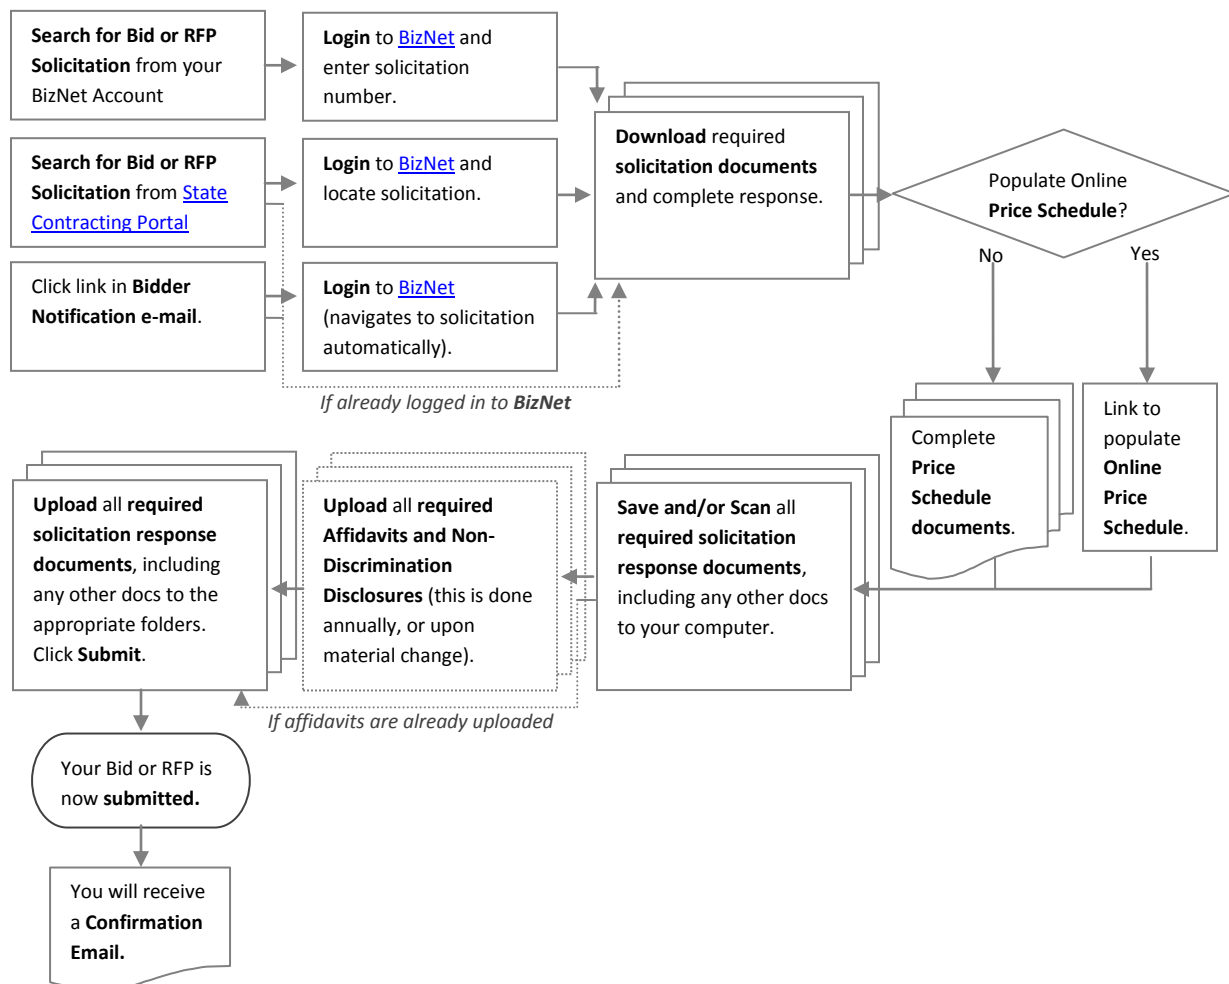 Search for Bid or RFP
Solicitation from your
BizNet Account
Login to BizNet and
enter solicitation
number.
Search for Bid or RFP
Solicitation from State
Contracting Portal
Login to BizNet and
locate solicitation.
Click link in Bidder
Notification e-mail.
Login to BizNet
(navigates to solicitation
automatically).
If already logged in to BizNet
Download required
solicitation documents
and complete response.
Populate Online
Price Schedule?
No
Yes
Complete
Price
Schedule
documents.
Link to
populate
Online
Price
Schedule.
Save and/or Scan all
required solicitation
response documents,
including any other docs
to your computer.
Upload all required
Affidavits and Non-
Discrimination
Disclosures (this is done
annually, or upon
material change).
If affidavits are already uploaded
Upload all required
solicitation response
documents, including
any other docs to the
appropriate folders.
Click Submit.
Your Bid or RFP is
now submitted.
You will receive
a Confirmation
Email.